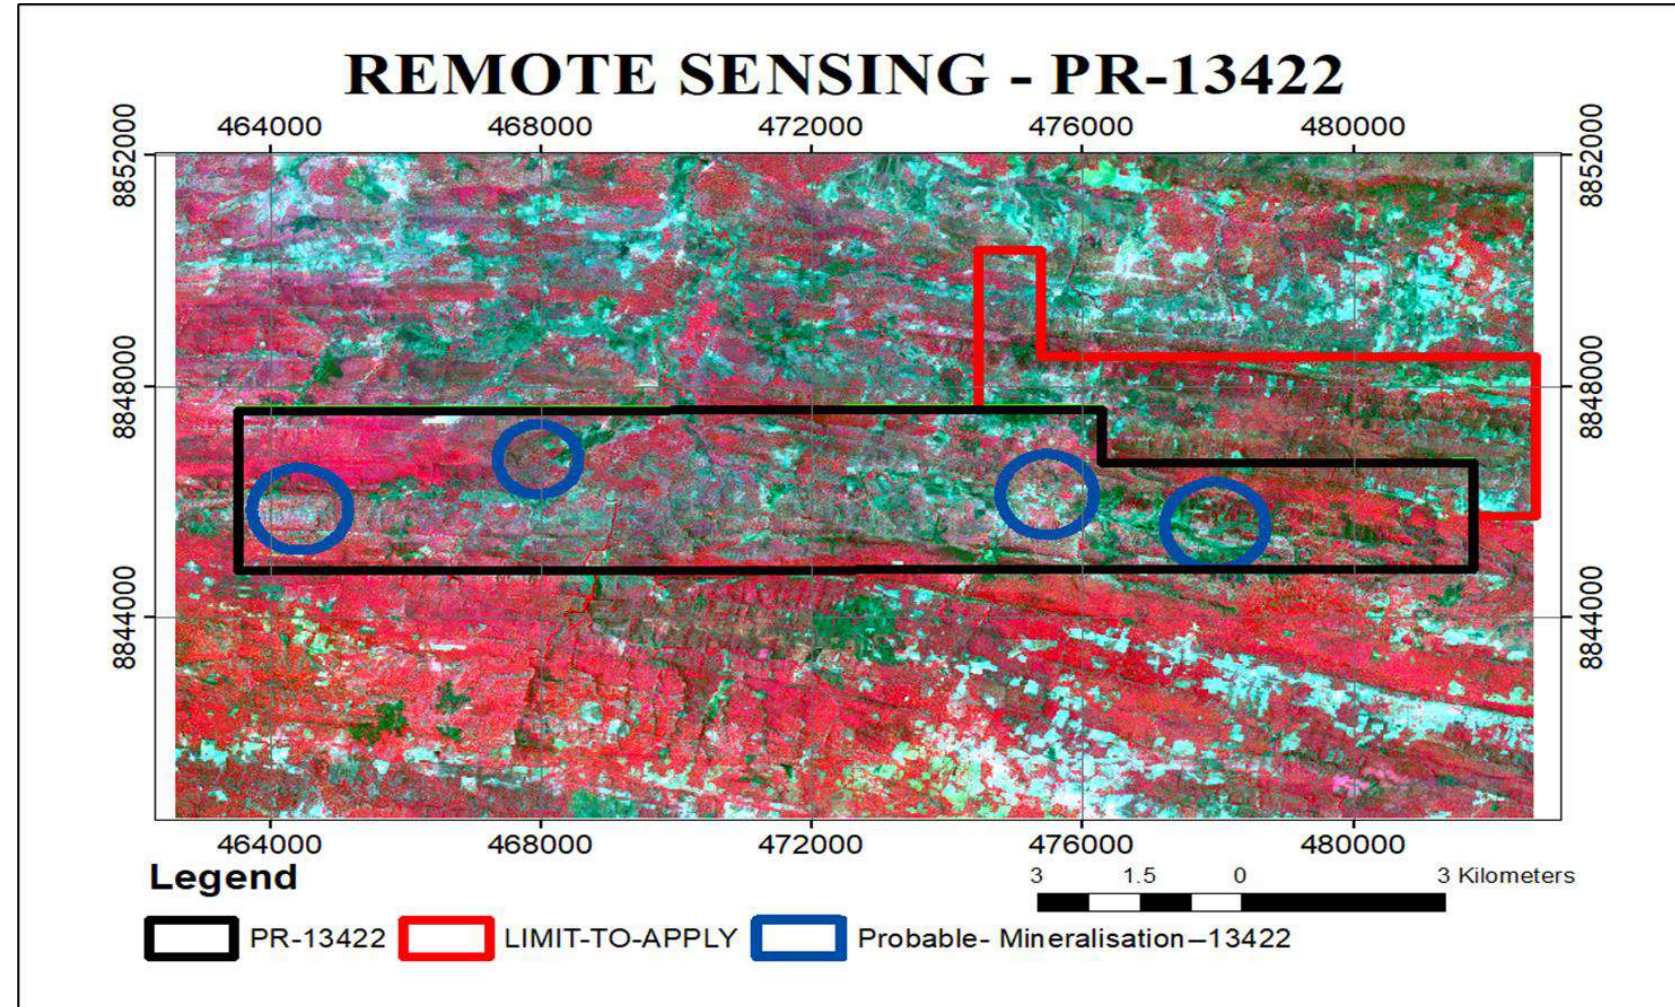 REMOTE SENSING - PR-13422
464000 468000 472000 476000 480000
8852000 8852000
8848000 8848000
8844000 8844000
464000 468000 472000 476000 480000
Legend
3 1.5 0 3 Kilometers
PR-13422 LIMIT-TO-APPLY Probable- Mineralisation--13422